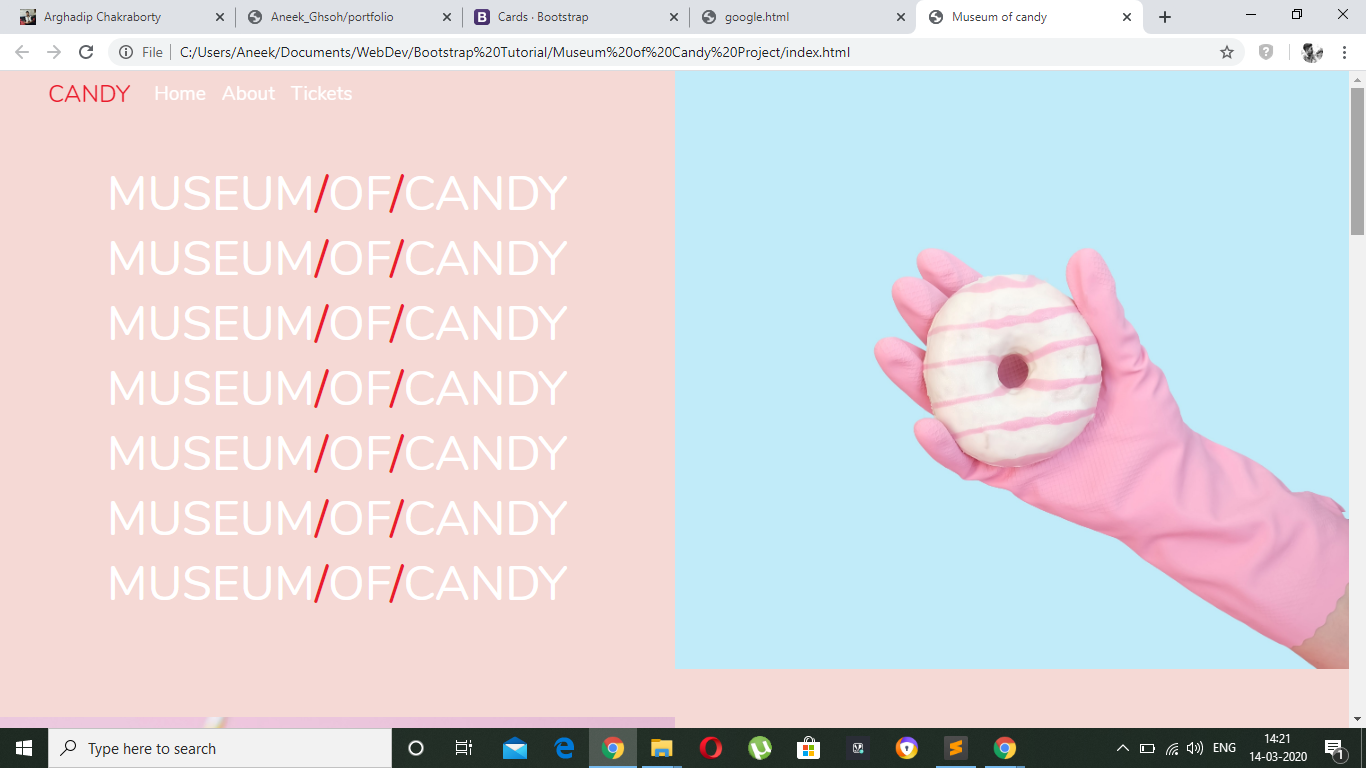 Arghadip Chakraborty
Aneek_Ghsoh/portfolio
B Cards · Bootstrap
google.html
Museum of candy
File C:/Users/Aneek/Documents/WebDev/Bootstrap%20Tutorial/Museum%20of%20Candy%20Project/index.html
CANDY Home About Tickets
MUSEUM/OF/CANDY
MUSEUM/OF/CANDY
MUSEUM/OF/CANDY
MUSEUM/OF/CANDY
MUSEUM/OF/CANDY
MUSEUM/OF/CANDY
MUSEUM/OF/CANDY
Type here to search
ENG
14:21
14-03-2020
1